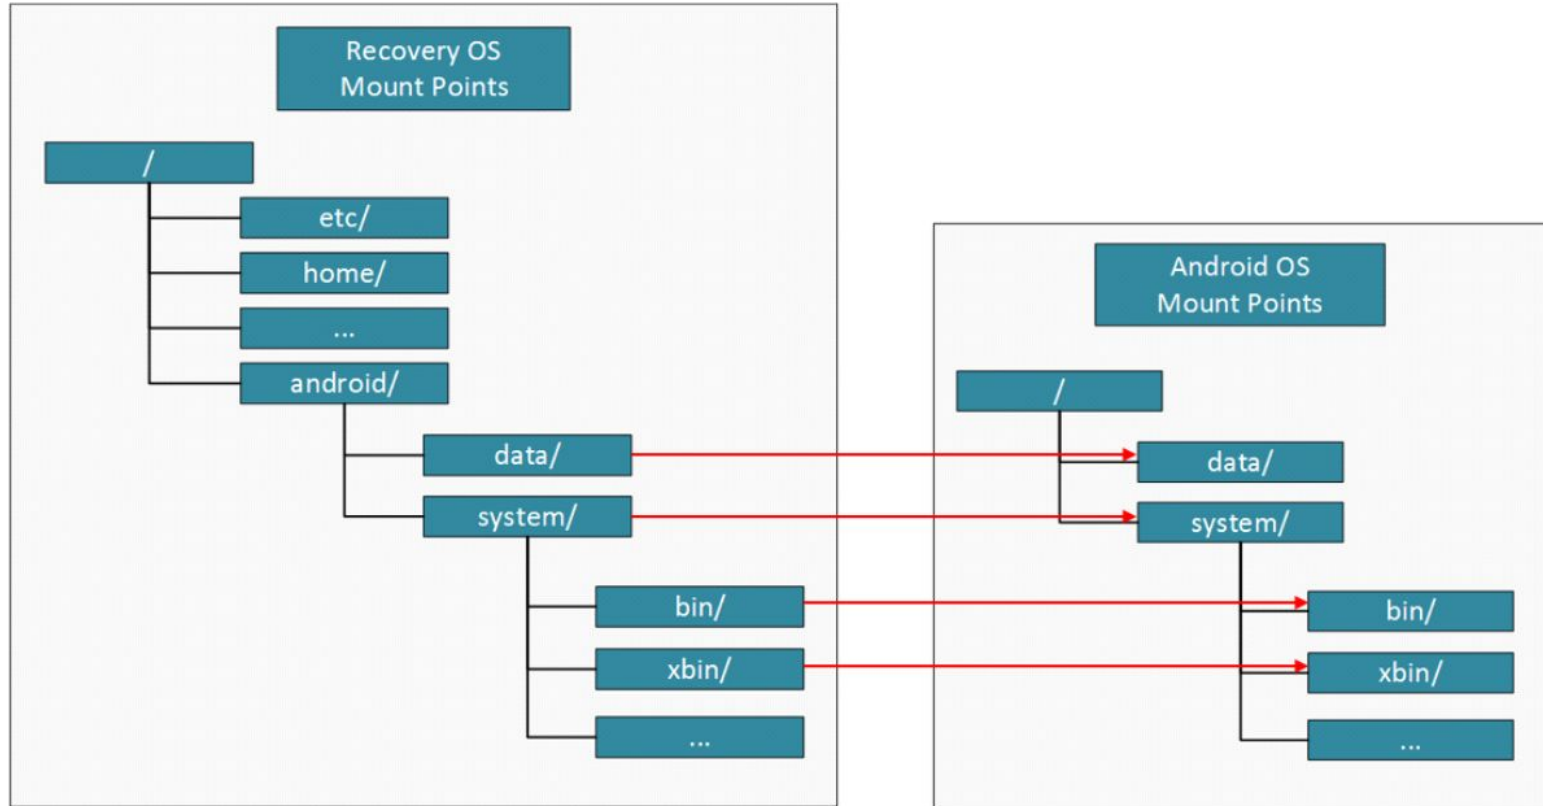 Recovery OS
Mount Points
/
etc/
home/
...
android/
data/
system/
bin/
xbin/
...
Android OS
Mount Points
/
data/
system/
bin/
xbin/
...